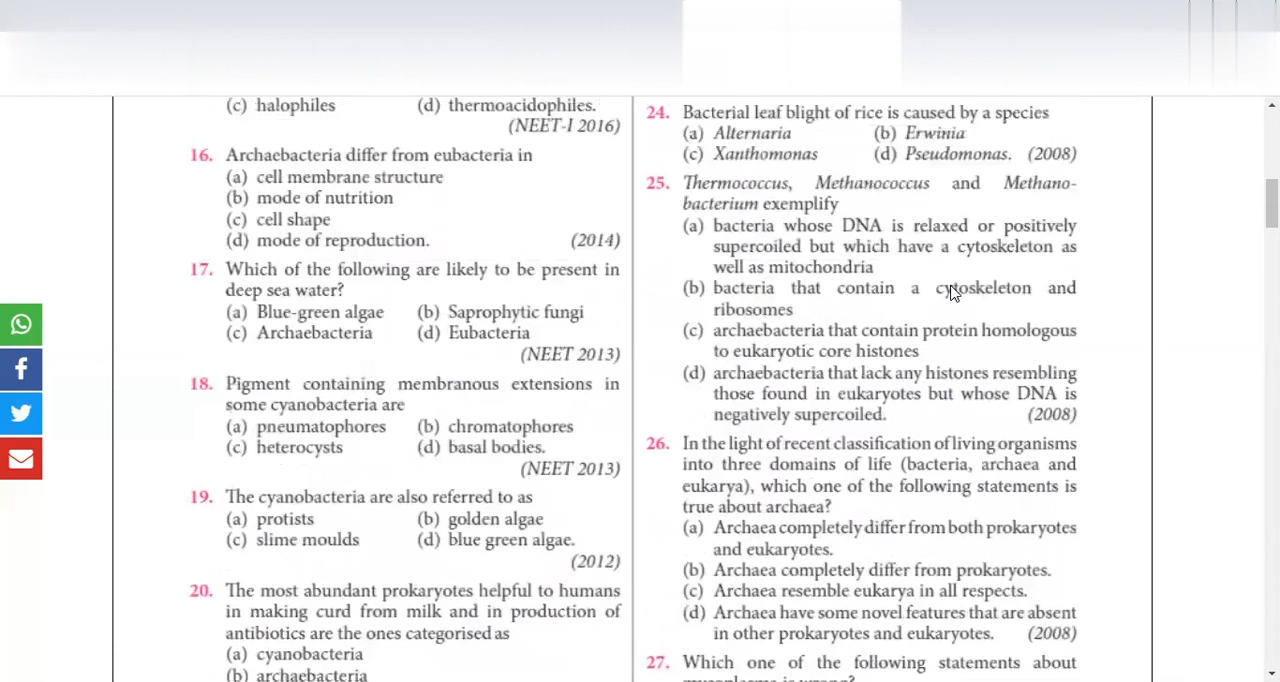 (c) halophiles (d) thermoacidophiles.
(NEET-I 2016)
16. Archaebacteria differ from eubacteria in
(a) cell membrane structure
(b) mode of nutrition
(c) cell shape
(d) mode of reproduction. (2014)
17. Which of the following are likely to be present in
deep sea water?
(a) Blue-green algae (b) Saprophytic fungi
(c) Archaebacteria (d) Eubacteria
(NEET 2013)
18. Pigment containing membranous extensions in
some cyanobacteria are
(a) pneumatophores (b) chromatophores
(c) heterocysts (d) basal bodies.
(NEET 2013)
19. The cyanobacteria are also referred to as
(a) protists (b) golden algae
(c) slime moulds (d) blue green algae.
(2012)
20. The most abundant prokaryotes helpful to humans
in making curd from milk and in production of
antibiotics are the ones categorised as
(a) cyanobacteria
(b) archaebacteria
24. Bacterial leaf blight of rice is caused by a species
(a) Alternaria (b) Erwinia
(c) Xanthomonas (d) Pseudomonas. (2008)
25. Thermococcus, Methanococcus and Methano-
bacterium exemplify
(a) bacteria whose DNA is relaxed or positively
supercoiled but which have a cytoskeleton as
well as mitochondria
(b) bacteria that contain a cytoskeleton and
ribosomes
(c) archaebacteria that contain protein homologous
to eukaryotic core histones
(d) archaebacteria that lack any histones resembling
those found in eukaryotes but whose DNA is
negatively supercoiled. (2008)
26. In the light of recent classification of living organisms
into three domains of life (bacteria, archaea and
eukarya), which one of the following statements is
true about archaea?
(a) Archaea completely differ from both prokaryotes
and eukaryotes.
(b) Archaea completely differ from prokaryotes.
(c) Archaea resemble eukarya in all respects.
(d) Archaea have some novel features that are absent
in other prokaryotes and eukaryotes. (2008)
27. Which one of the following statements about
mycoplasma is wrong?